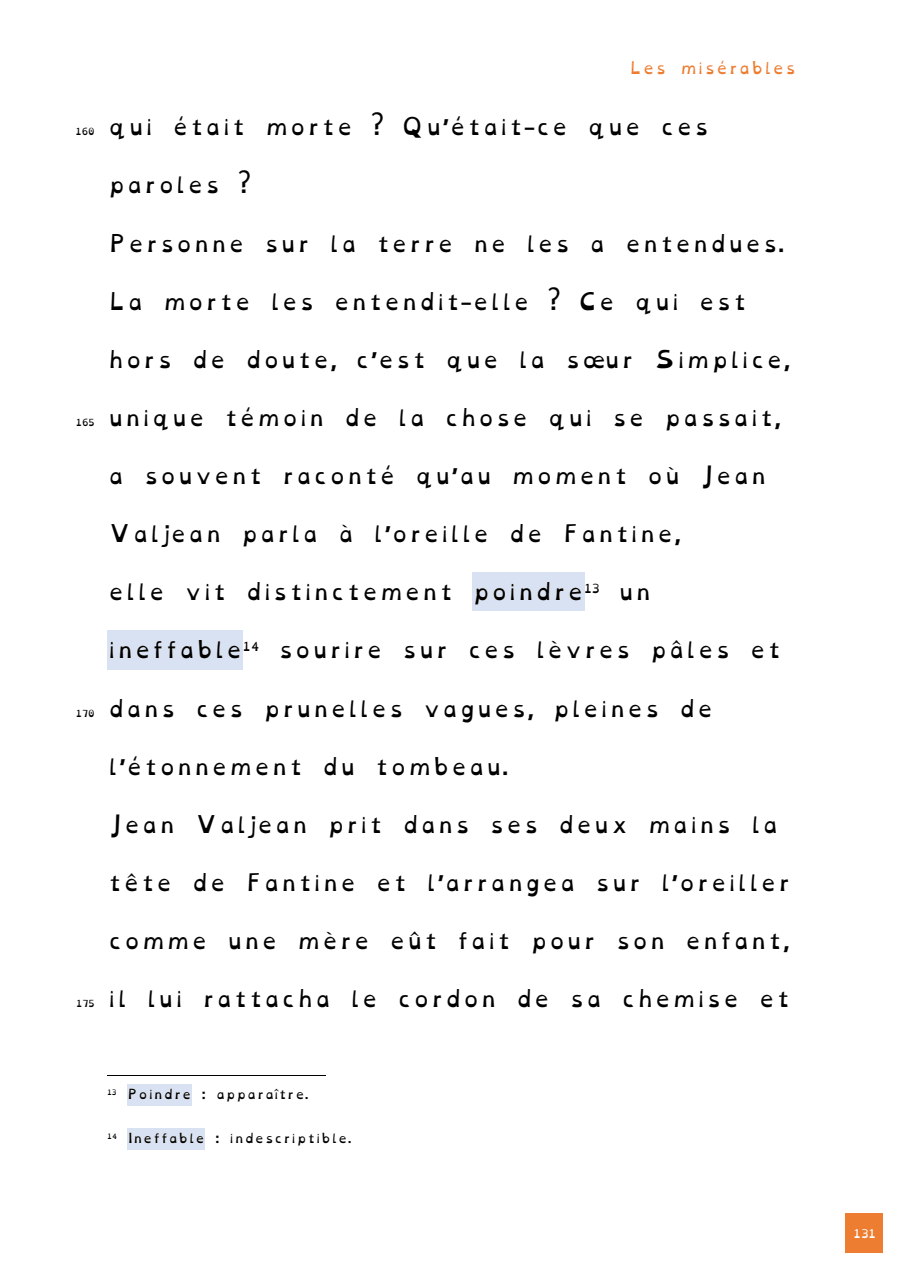 Les misérables
160 qui était morte ? Qu'était-ce que ces
paroles ?
Personne sur la terre ne les a entendues.
La morte les entendit-elle ? Ce qui est
hors de doute, c'est que la sœur Simplice,
165 unique témoin de la chose qui se passait,
a souvent raconté qu'au moment où Jean
Valjean parla à l'oreille de Fantine,
elle vit distinctement poindre¹³ un
ineffable¹⁴ sourire sur ces lèvres pâles et
170 dans ces prunelles vagues, pleines de
l'étonnement du tombeau.
Jean Valjean prit dans ses deux mains la
tête de Fantine et l'arrangea sur l'oreiller
comme une mère eût fait pour son enfant,
175 il lui rattacha le cordon de sa chemise et
¹³ Poindre : apparaître.
¹⁴ Ineffable : indescriptible.
131